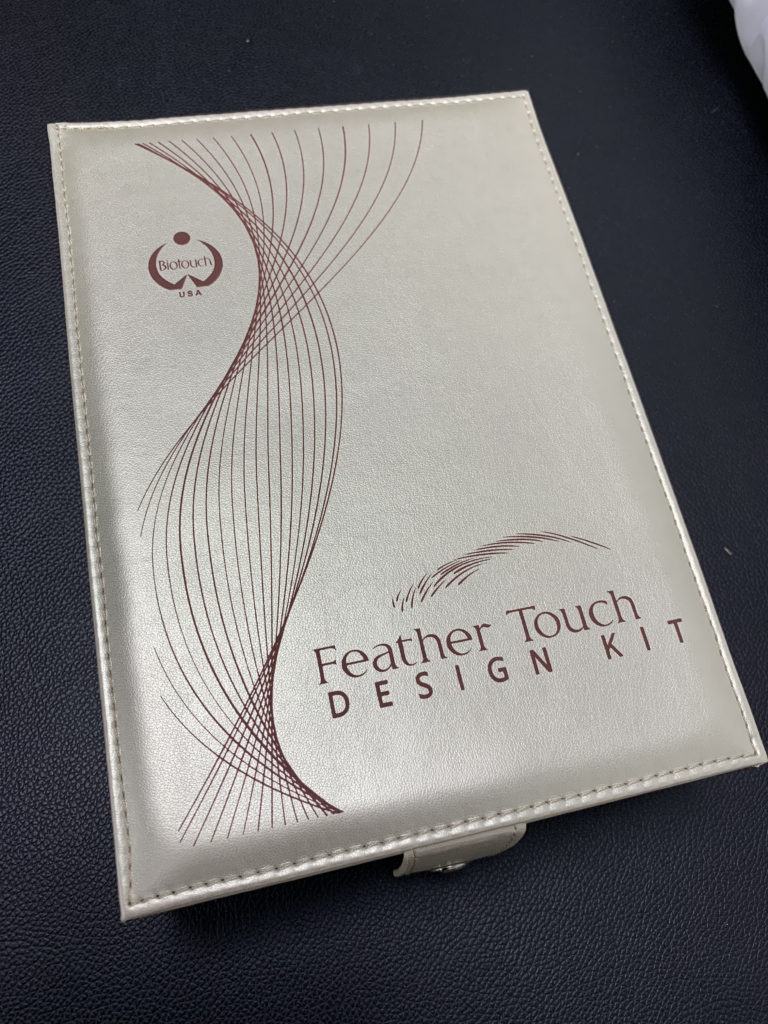 Biotouch
USA
Feather Touch
DESIGN KIT